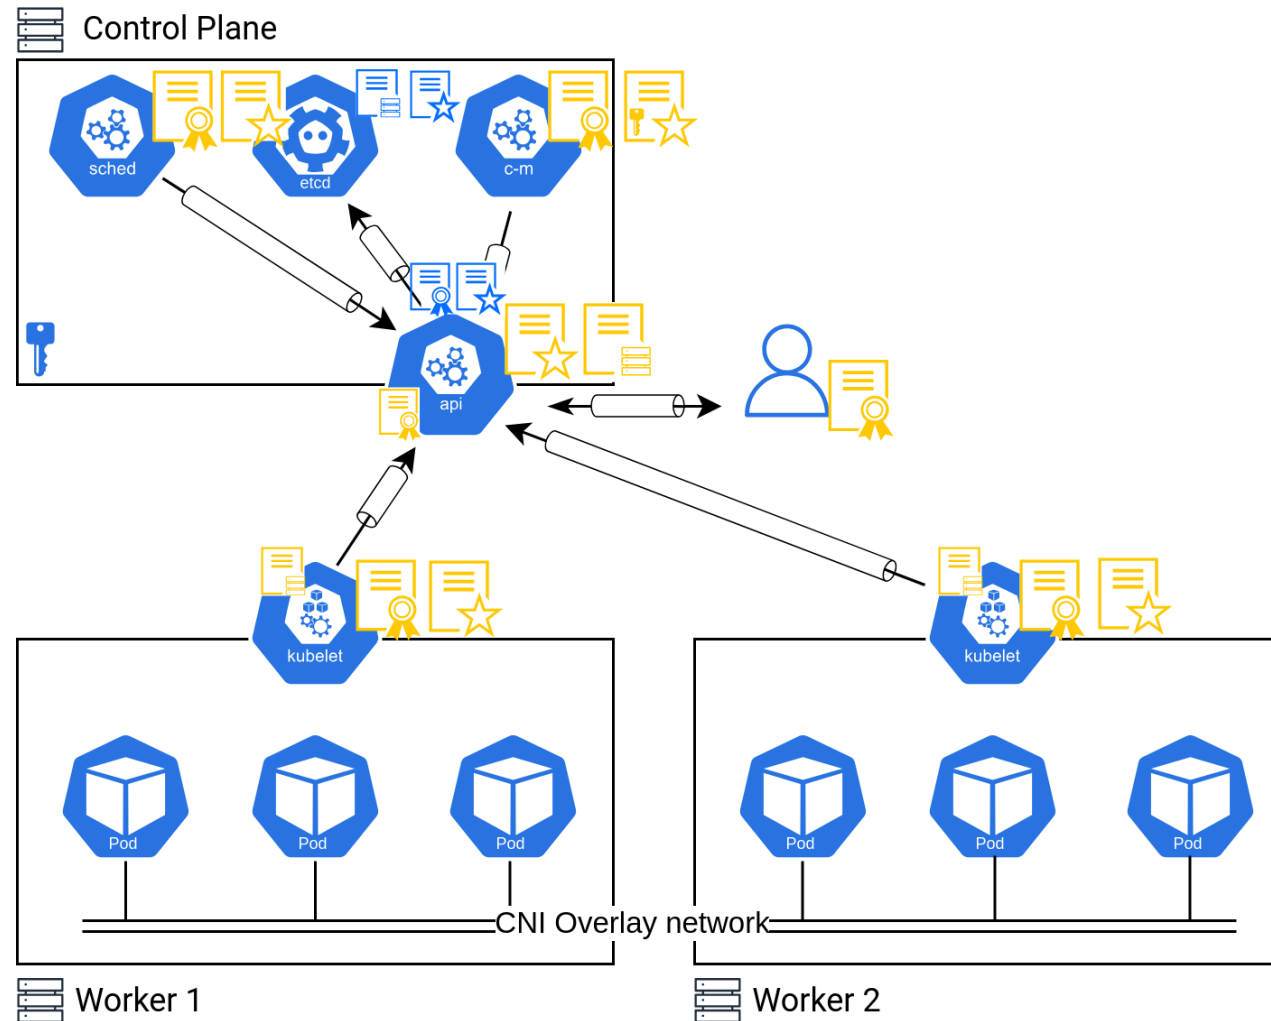 Control Plane
sched
etcd
c-m
api
kubelet
kubelet
Pod
Pod
Pod
Pod
Pod
Pod
CNI Overlay network
Worker 1
Worker 2